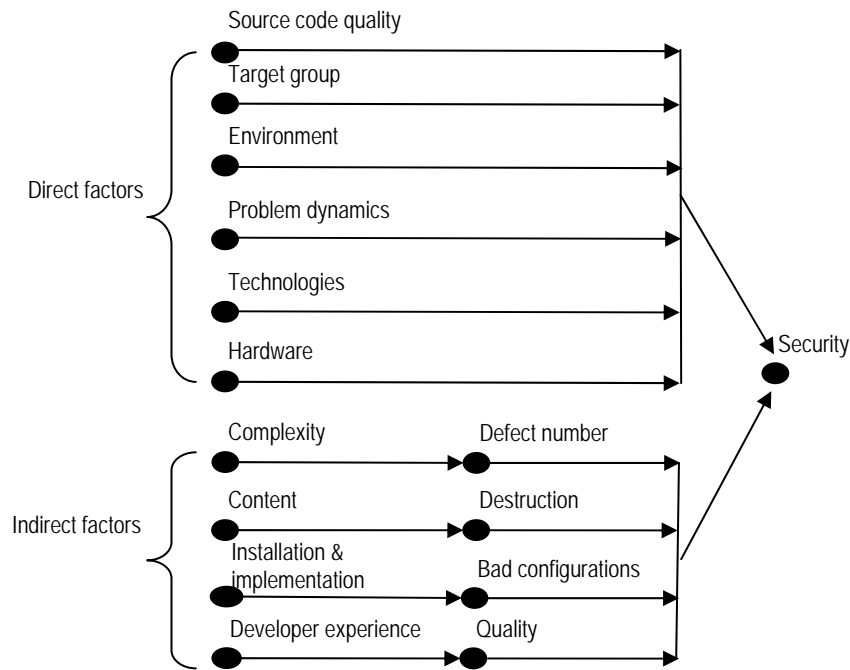 Source code quality
Target group
Environment
Direct factors
Problem dynamics
Technologies
Security
Hardware
Complexity
Defect number
Content
Destruction
Indirect factors
Installation &
implementation
Bad configurations
Developer experience
Quality